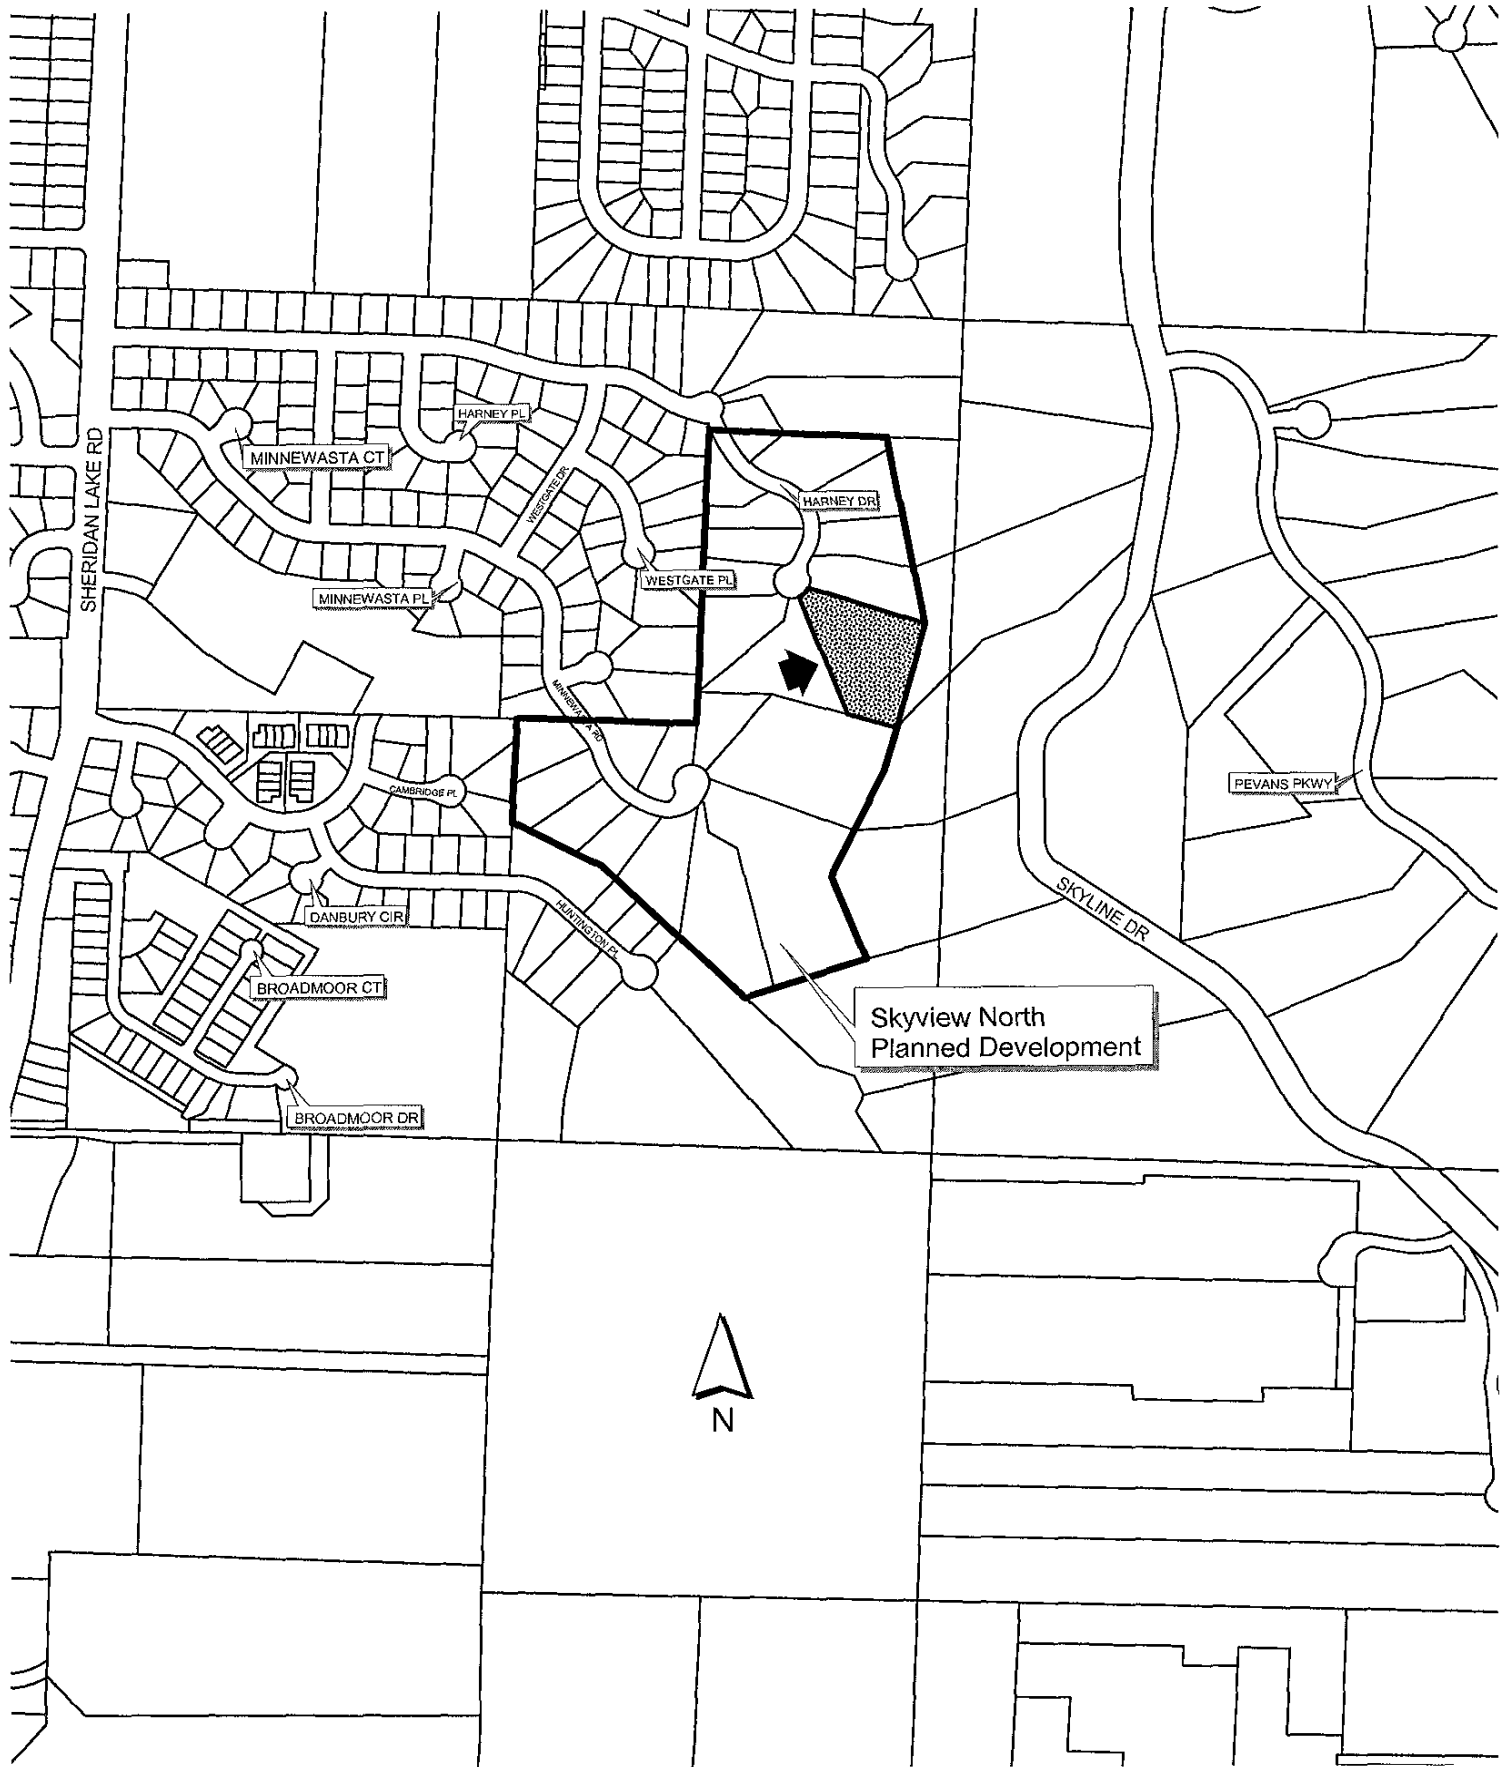 HARNEY PL
SHERIDAN LAKE RD
MINNEWASTA CT
WESTGATE DR
HARNEY DR
WESTGATE PL
MINNEWASTA PL
MINNEWASTA RD
CAMBRIDGE PL
PEVANS PKWY
SKYLINE DR
DANBURY CIR
HUNTINGTON PL
BROADMOOR CT
Skyview North
Planned Development
BROADMOOR DR
N